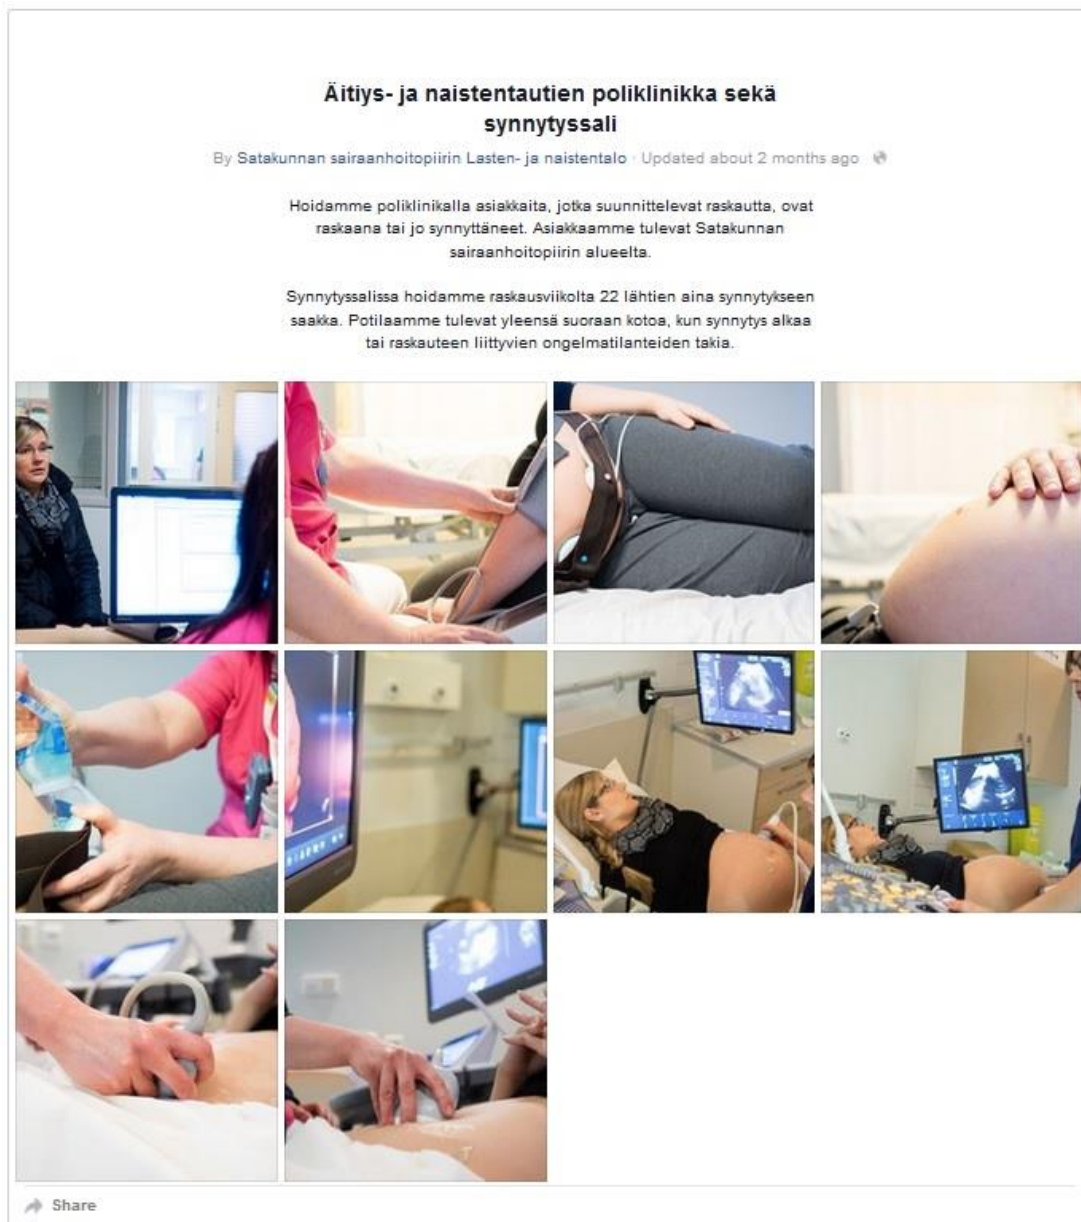 Äitiys- ja naistentautien poliklinikka sekä
synnytyssali
By Satakunnan sairaanhoitopiirin Lasten- ja naistentalo · Updated about 2 months ago
Hoidamme poliklinikalla asiakkaita, jotka suunnittelevat raskautta, ovat
raskaana tai jo synnyttäneet. Asiakkaamme tulevat Satakunnan
sairaanhoitopiirin alueelta.
Synnytyssalissa hoidamme raskausviikolta 22 lähtien aina synnytykseen
saakka. Potilaamme tulevat yleensä suoraan kotoa, kun synnytys alkaa
tai raskauteen liittyvien ongelmatilanteiden takia.
Share